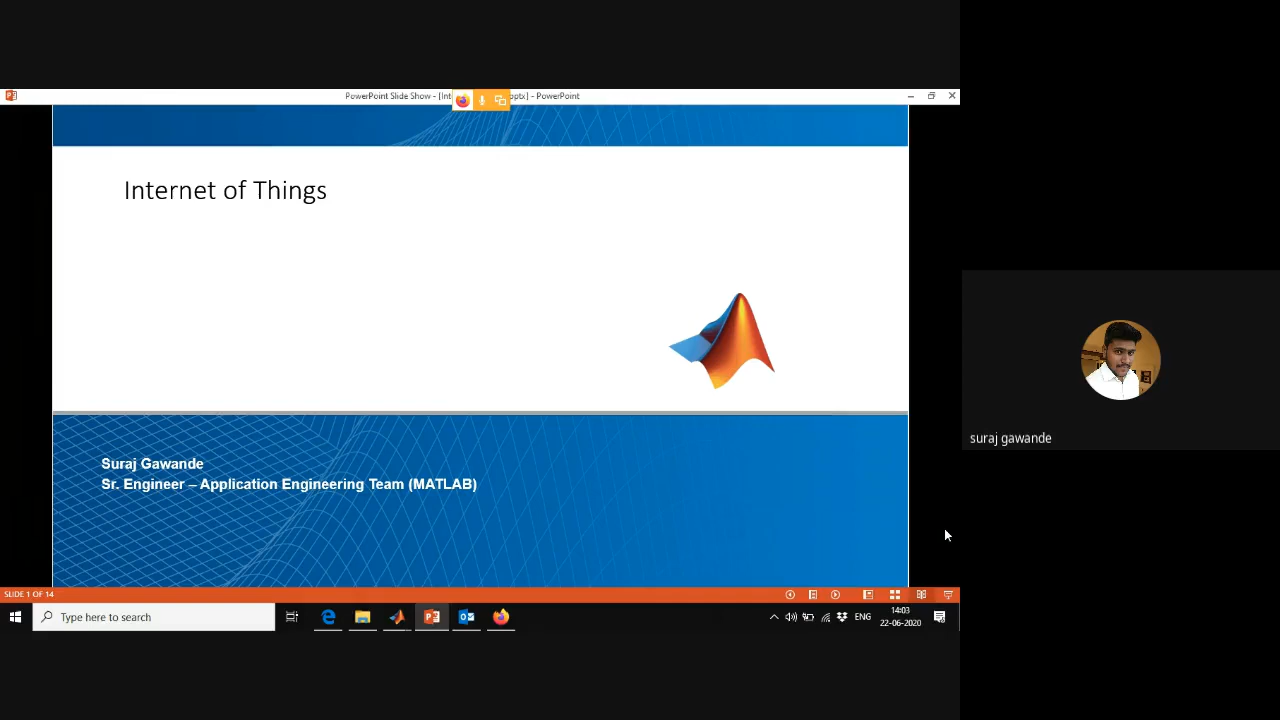 PowerPoint Slide Show - [Int
pptx] - PowerPoint
Internet of Things
Suraj Gawande
Sr. Engineer – Application Engineering Team (MATLAB)
suraj gawande
SLIDE 1 OF 14
Type here to search
ENG
14:03
22-06-2020